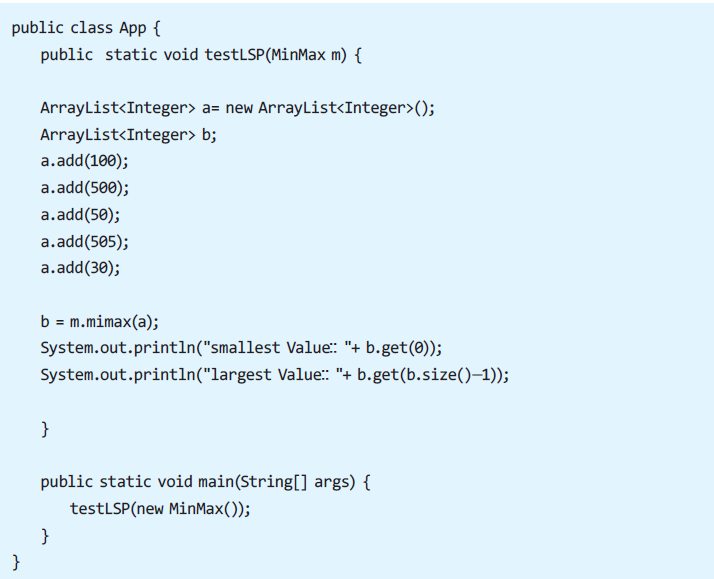 public class App {
public  static void testLSP(MinMax m) {
ArrayList<Integer> a= new ArrayList<Integer>();
ArrayList<Integer> b;
a.add(100);
a.add(500);
a.add(50);
a.add(505);
a.add(30);
b = m.mimax(a);
System.out.println("smallest Value:: "+ b.get(0));
System.out.println("largest Value:: "+ b.get(b.size()–1));
}
public static void main(String[] args) {
testLSP(new MinMax());
}
}